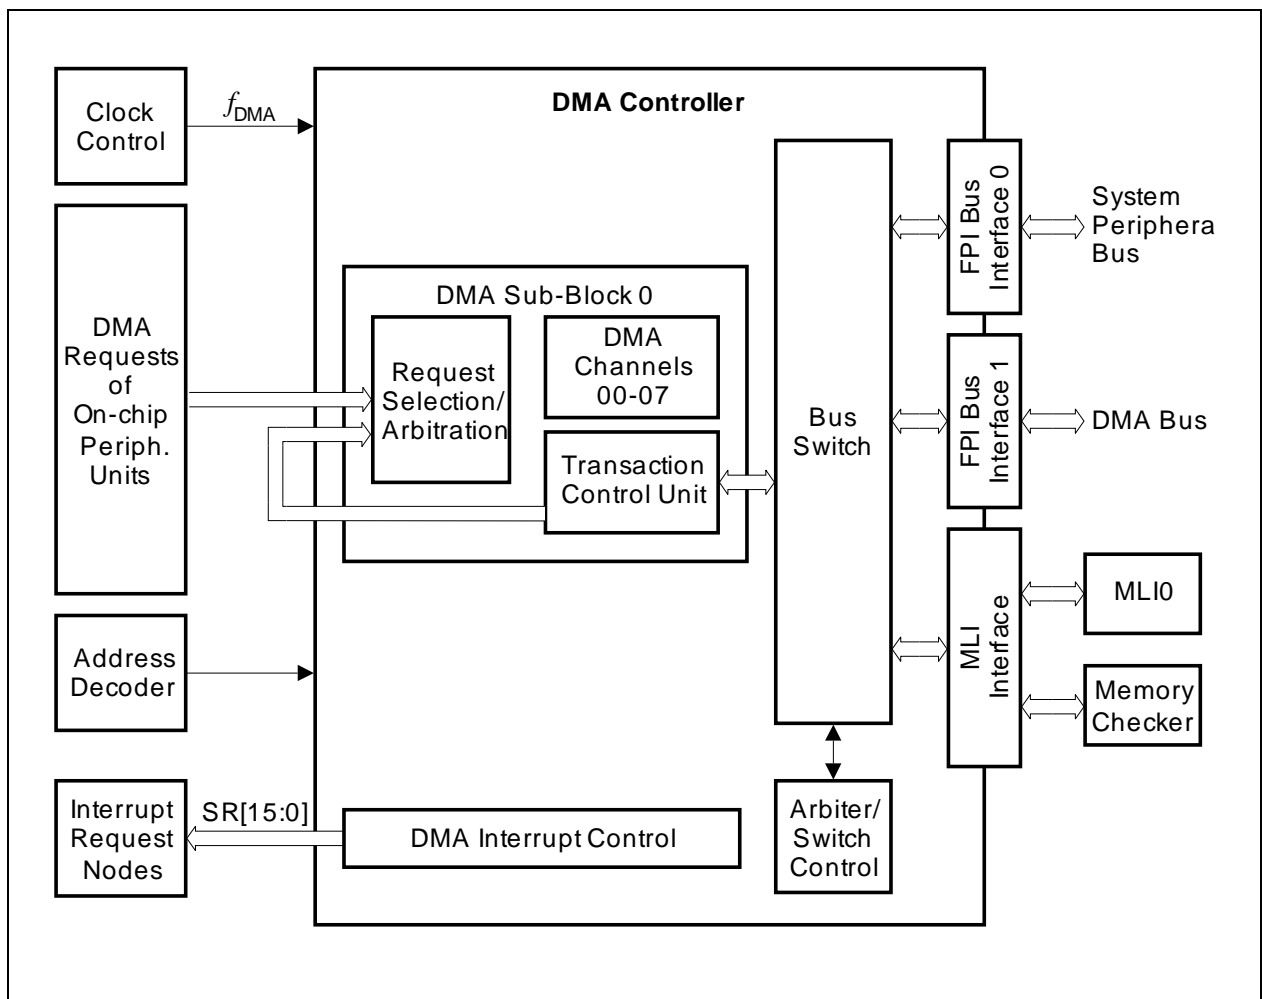 Clock
Control
fDMA
DMA Controller
DMA
Requests
of
On-chip
Periph.
Units
DMA Sub-Block 0
Request
Selection/
Arbitration
DMA
Channels
00-07
Transaction
Control Unit
Bus
Switch
FPI Bus
Interface 0
System
Periphera
Bus
FPI Bus
Interface 1
DMA Bus
MLI
Interface
MLI0
Memory
Checker
Address
Decoder
Interrupt
Request
Nodes
SR[15:0]
DMA Interrupt Control
Arbiter/
Switch
Control